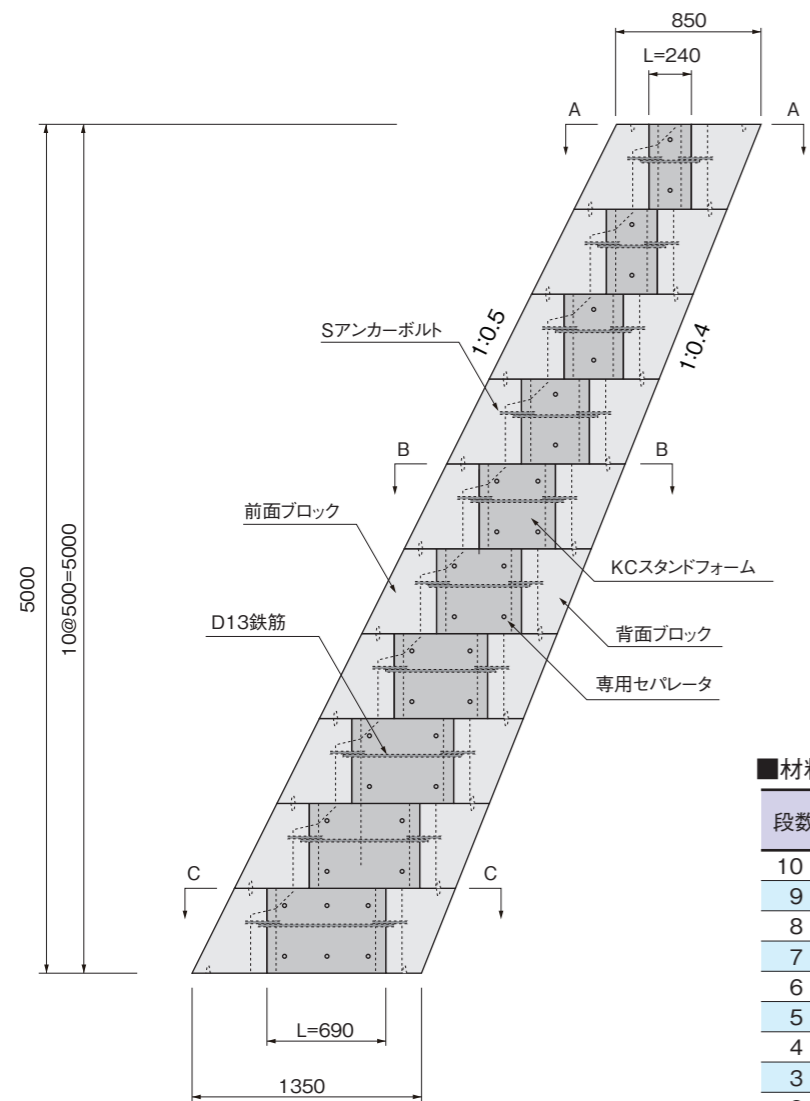 850
L=240
A
A
Sアンカーボルト
1:0.5
1:0.4
B
B
前面ブロック
KCスタンドフォーム
5000
10@500=5000
D13鉄筋
背面ブロック
専用セパレータ
■材料
段数
10
9
8
7
6
5
4
3
C
C
L=690
1350